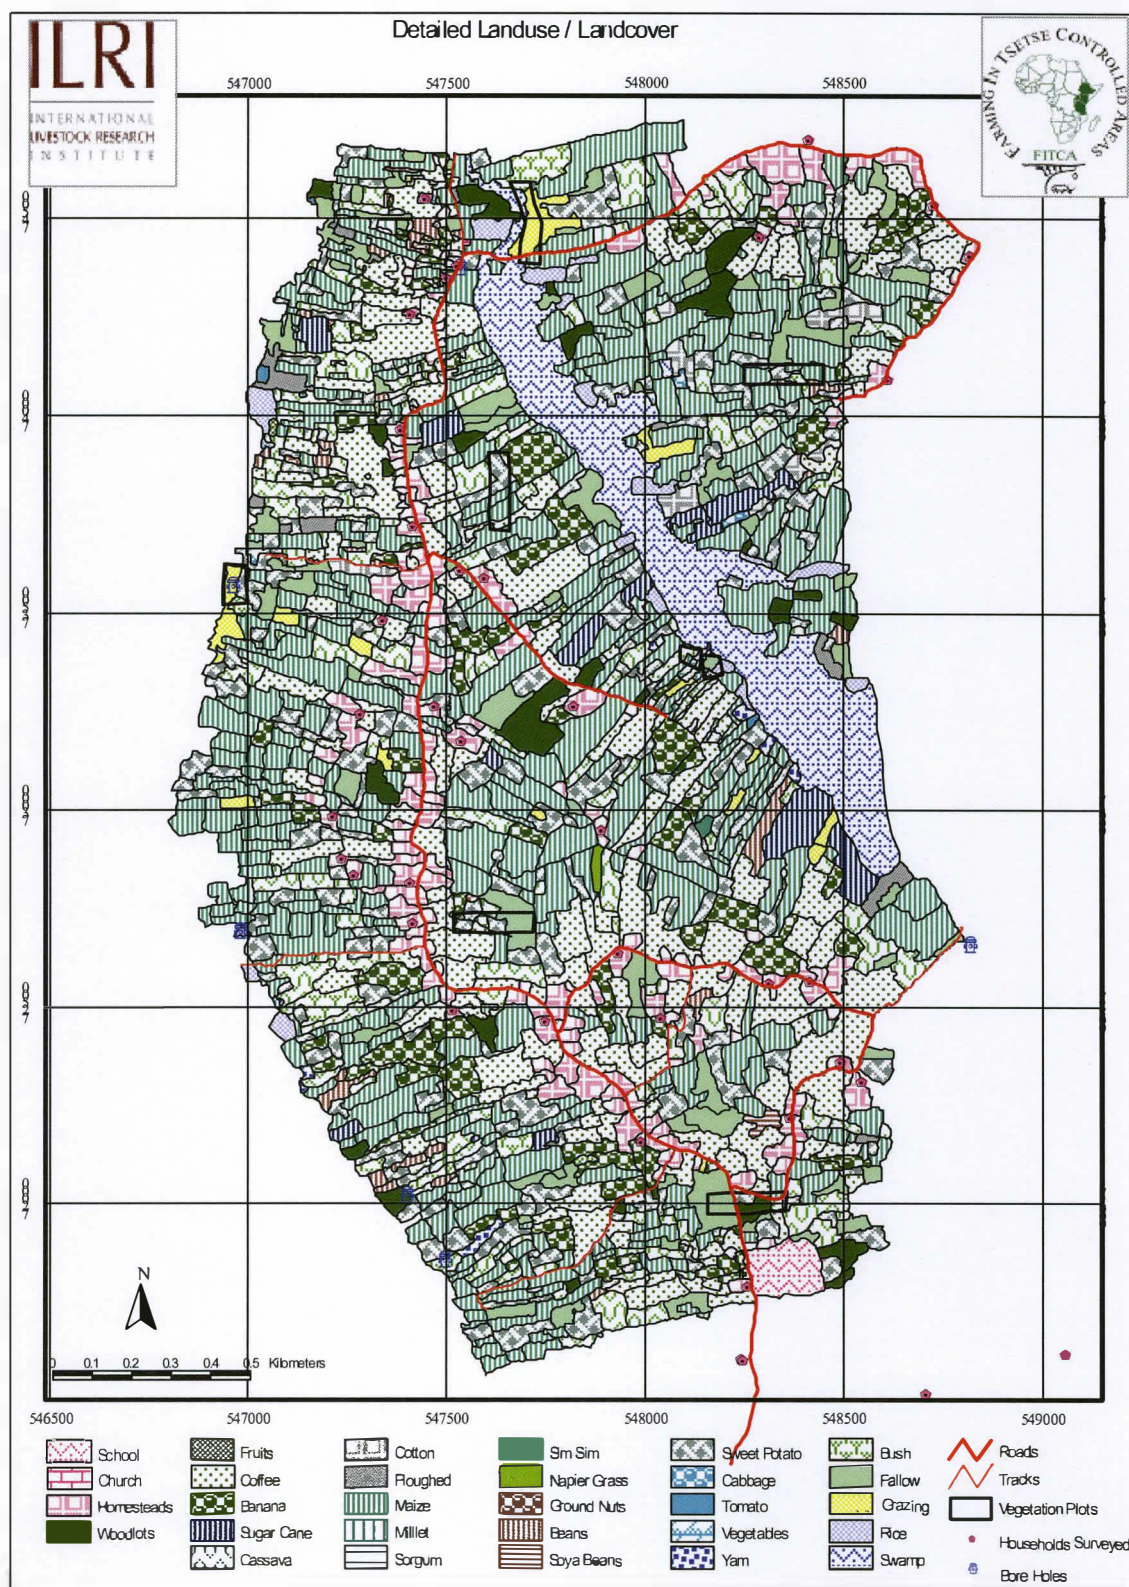 Detailed Landuse / Landcover
ILRI
INTERNATIONAL
LIVESTOCK RESEARCH
INSTITUTE
FARMING IN TSETSE CONTROLLED AREAS
FITCA
547000 547500 548000 548500
N
0 0.1 0.2 0.3 0.4 0.5 Kilometers
546500 547000 547500 548000 548500 549000
School
Church
Homesteads
Woodlots
Fruits
Coffee
Banana
Sugar Cane
Cassava
Cotton
Ploughed
Maize
Millet
Sorgum
Sim Sim
Napier Grass
Ground Nuts
Beans
Soya Beans
Sweet Potato
Cabbage
Tomato
Vegetables
Yam
Bush
Fallow
Grazing
Rice
Swamp
Roads
Tracks
Vegetation Plots
Households Surveyed
Bore Holes